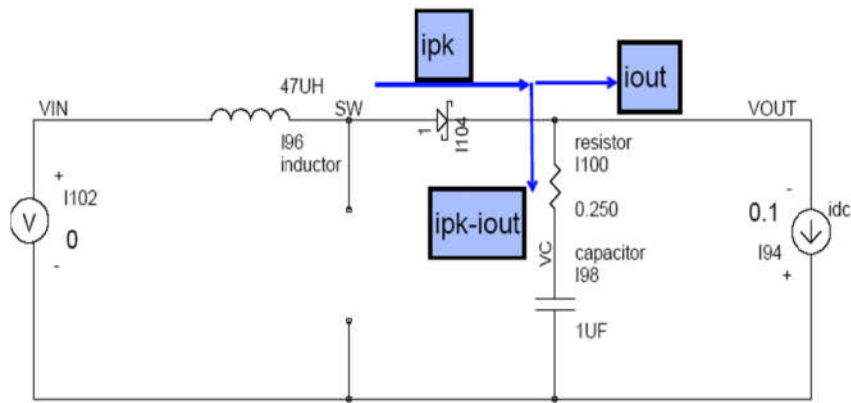 ipk
iout
47UH
VIN
SW
VOUT
I96
inductor
1
I104
resistor
I100
0.250
+
I102
V
0
-
ipk-iout
VC
capacitor
I98
1UF
-
0.1
idc
I94
+